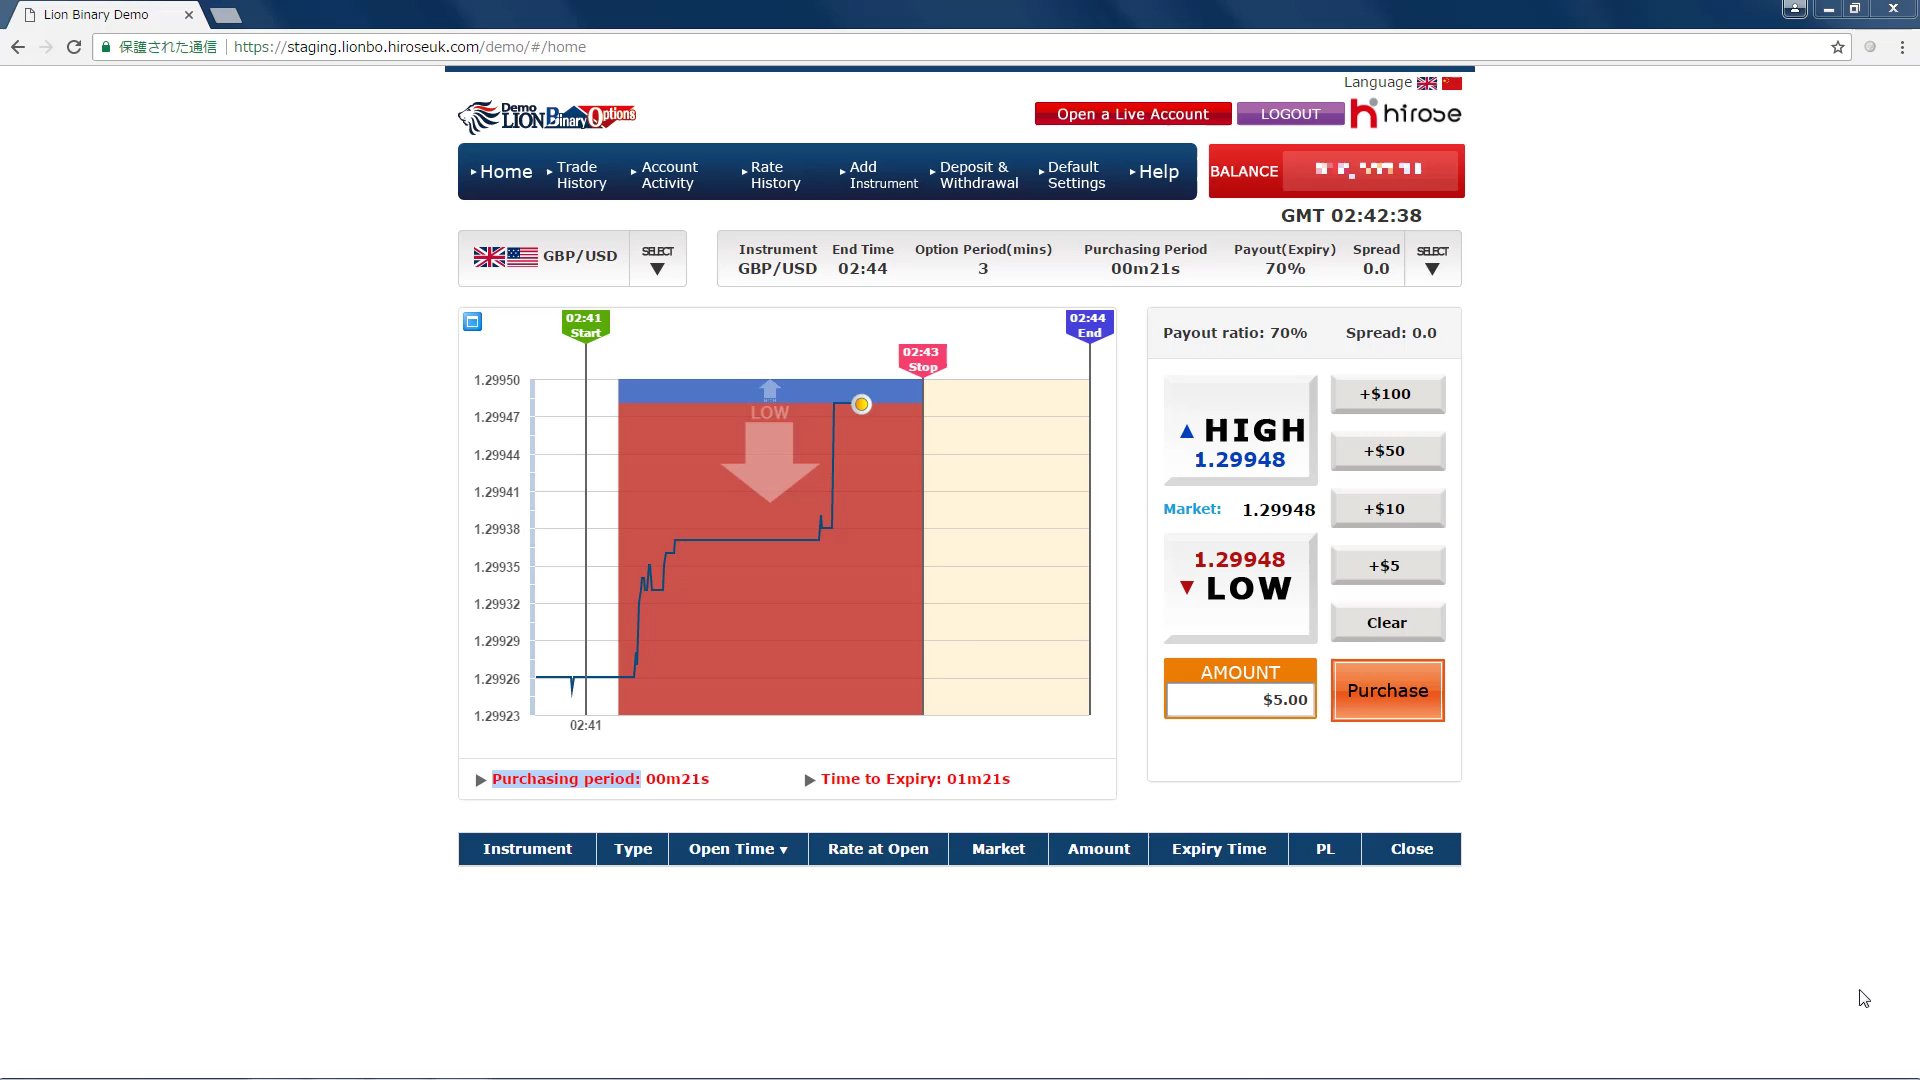 Lion Binary Demo
保護された通信
https://staging.lionbo.hiroseuk.com/demo/#/home
Language
Demo
LION Binary Options
Open a Live Account
LOGOUT
hirose
Home
Trade
History
Account
Activity
Rate
History
Add
Instrument
Deposit &
Withdrawal
Default
Settings
Help
BALANCE
GMT 02:42:38
GBP/USD
SELECT
Instrument End Time Option Period(mins) Purchasing Period Payout(Expiry) Spread
GBP/USD 02:44 3 00m21s 70% 0.0
SELECT
02:41
Start
02:44
End
02:43
Stop
1.29950
1.29947
1.29944
1.29941
1.29938
1.29935
1.29932
1.29929
1.29926
1.29923
LOW
02:41
Purchasing period: 00m21s
Time to Expiry: 01m21s
Payout ratio: 70% Spread: 0.0
HIGH
1.29948
Market: 1.29948
1.29948
LOW
AMOUNT
$5.00
+$100
+$50
+$10
+$5
Clear
Purchase
Instrument Type Open Time ▼ Rate at Open Market Amount Expiry Time PL Close